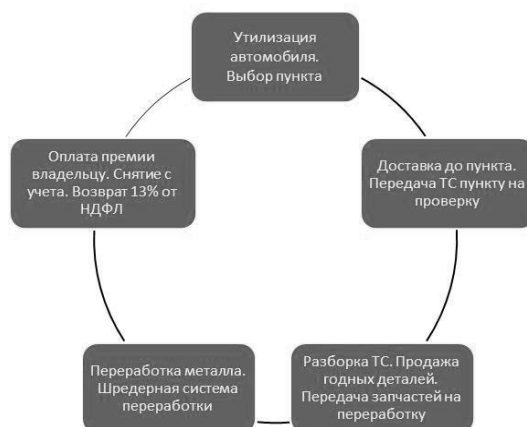 Утилизация
автомобиля.
Выбор пункта
Доставка до пункта.
Передача ТС пункту на
проверку
Разборка ТС. Продажа
годных деталей.
Передача запчастей на
переработку
Переработка металла.
Шредерная система
переработки
Оплата премии
владельцу. Снятие с
учета. Возврат 13% от
НДФЛ